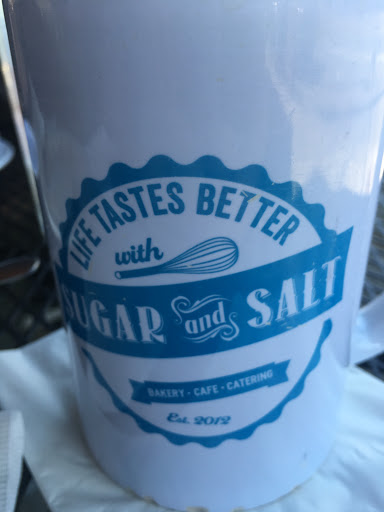 LIFE TASTES BETTER
with
SUGAR and SALT
BAKERY · CAFE · CATERING
Est. 2012